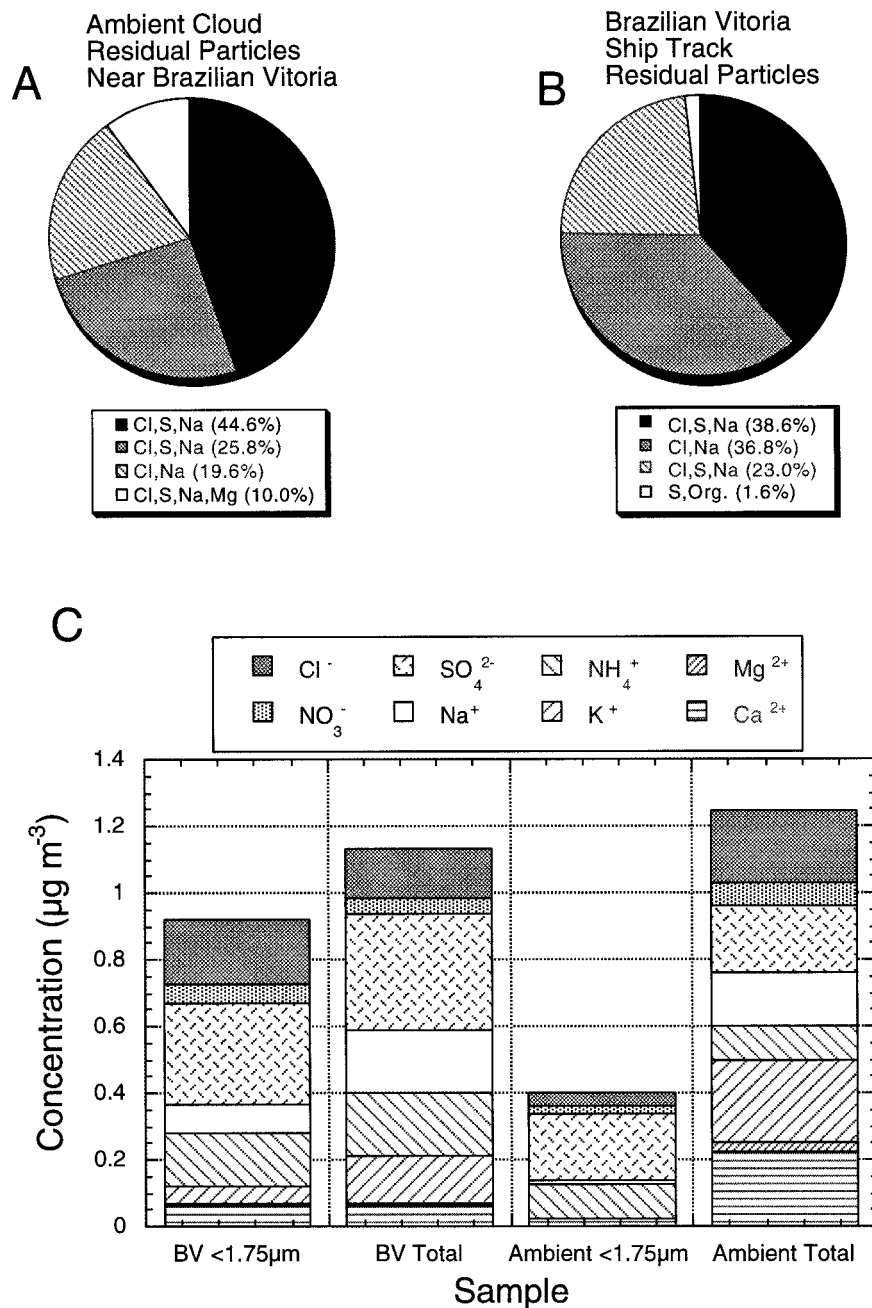 Ambient Cloud
Residual Particles
Near Brazilian Vitoria
A
Cl,S,Na (44.6%)
Cl,S,Na (25.8%)
Cl,Na (19.6%)
Cl,S,Na,Mg (10.0%)
Brazilian Vitoria
Ship Track
Residual Particles
B
Cl,S,Na (38.6%)
Cl,Na (36.8%)
Cl,S,Na (23.0%)
S,Org. (1.6%)
C
Cl⁻ SO₄²⁻ NH₄⁺ Mg²⁺
NO₃⁻ Na⁺ K⁺ Ca²⁺
Concentration (µg m⁻³)
1.4
1.2
1
0.8
0.6
0.4
0.2
0
BV <1.75µm BV Total Ambient <1.75µm Ambient Total
Sample